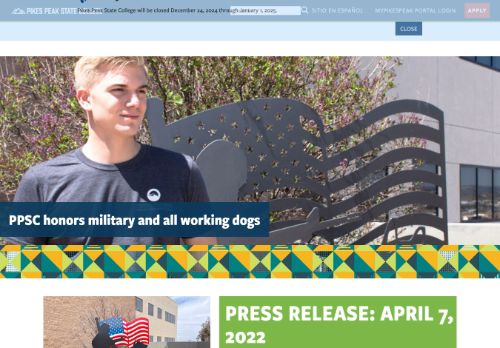 PIKES PEAK STATE
Pikes Peak State College will be closed December 24, 2024 through January 1, 2025.
SITIO EN ESPAÑOL
MYPIKESPEAK PORTAL LOGIN
APPLY
CLOSE
PPSC honors military and all working dogs
PRESS RELEASE: APRIL 7,
2022